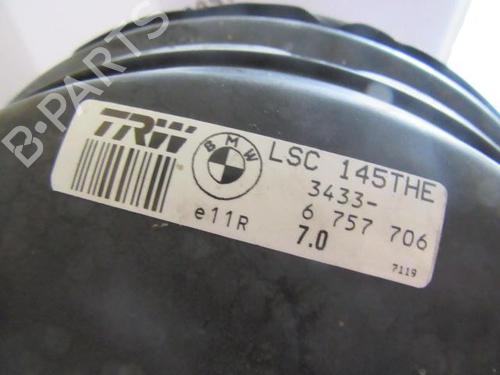 B-PARTS
TRW
BMW
LSC 145THE
3433-
6 757 706
e11R
7.0
7119